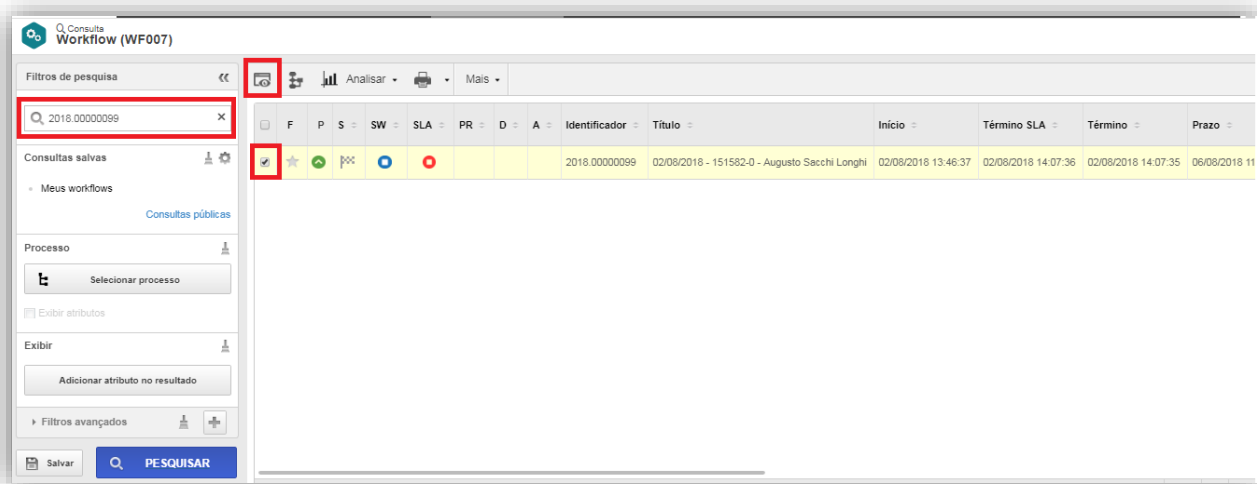 Consulta
Workflow (WF007)
Filtros de pesquisa
2018.00000099
Consultas salvas
Meus workflows
Consultas públicas
Processo
Selecionar processo
Exibir atributos
Exibir
Adicionar atributo no resultado
Filtros avançados
Salvar
PESQUISAR
Analisar
Mais
F P S SW SLA PR D A Identificador Título Início Término SLA Término Prazo
2018.00000099 02/08/2018 - 151582-0 - Augusto Sacchi Longhi 02/08/2018 13:46:37 02/08/2018 14:07:36 02/08/2018 14:07:35 06/08/2018 11